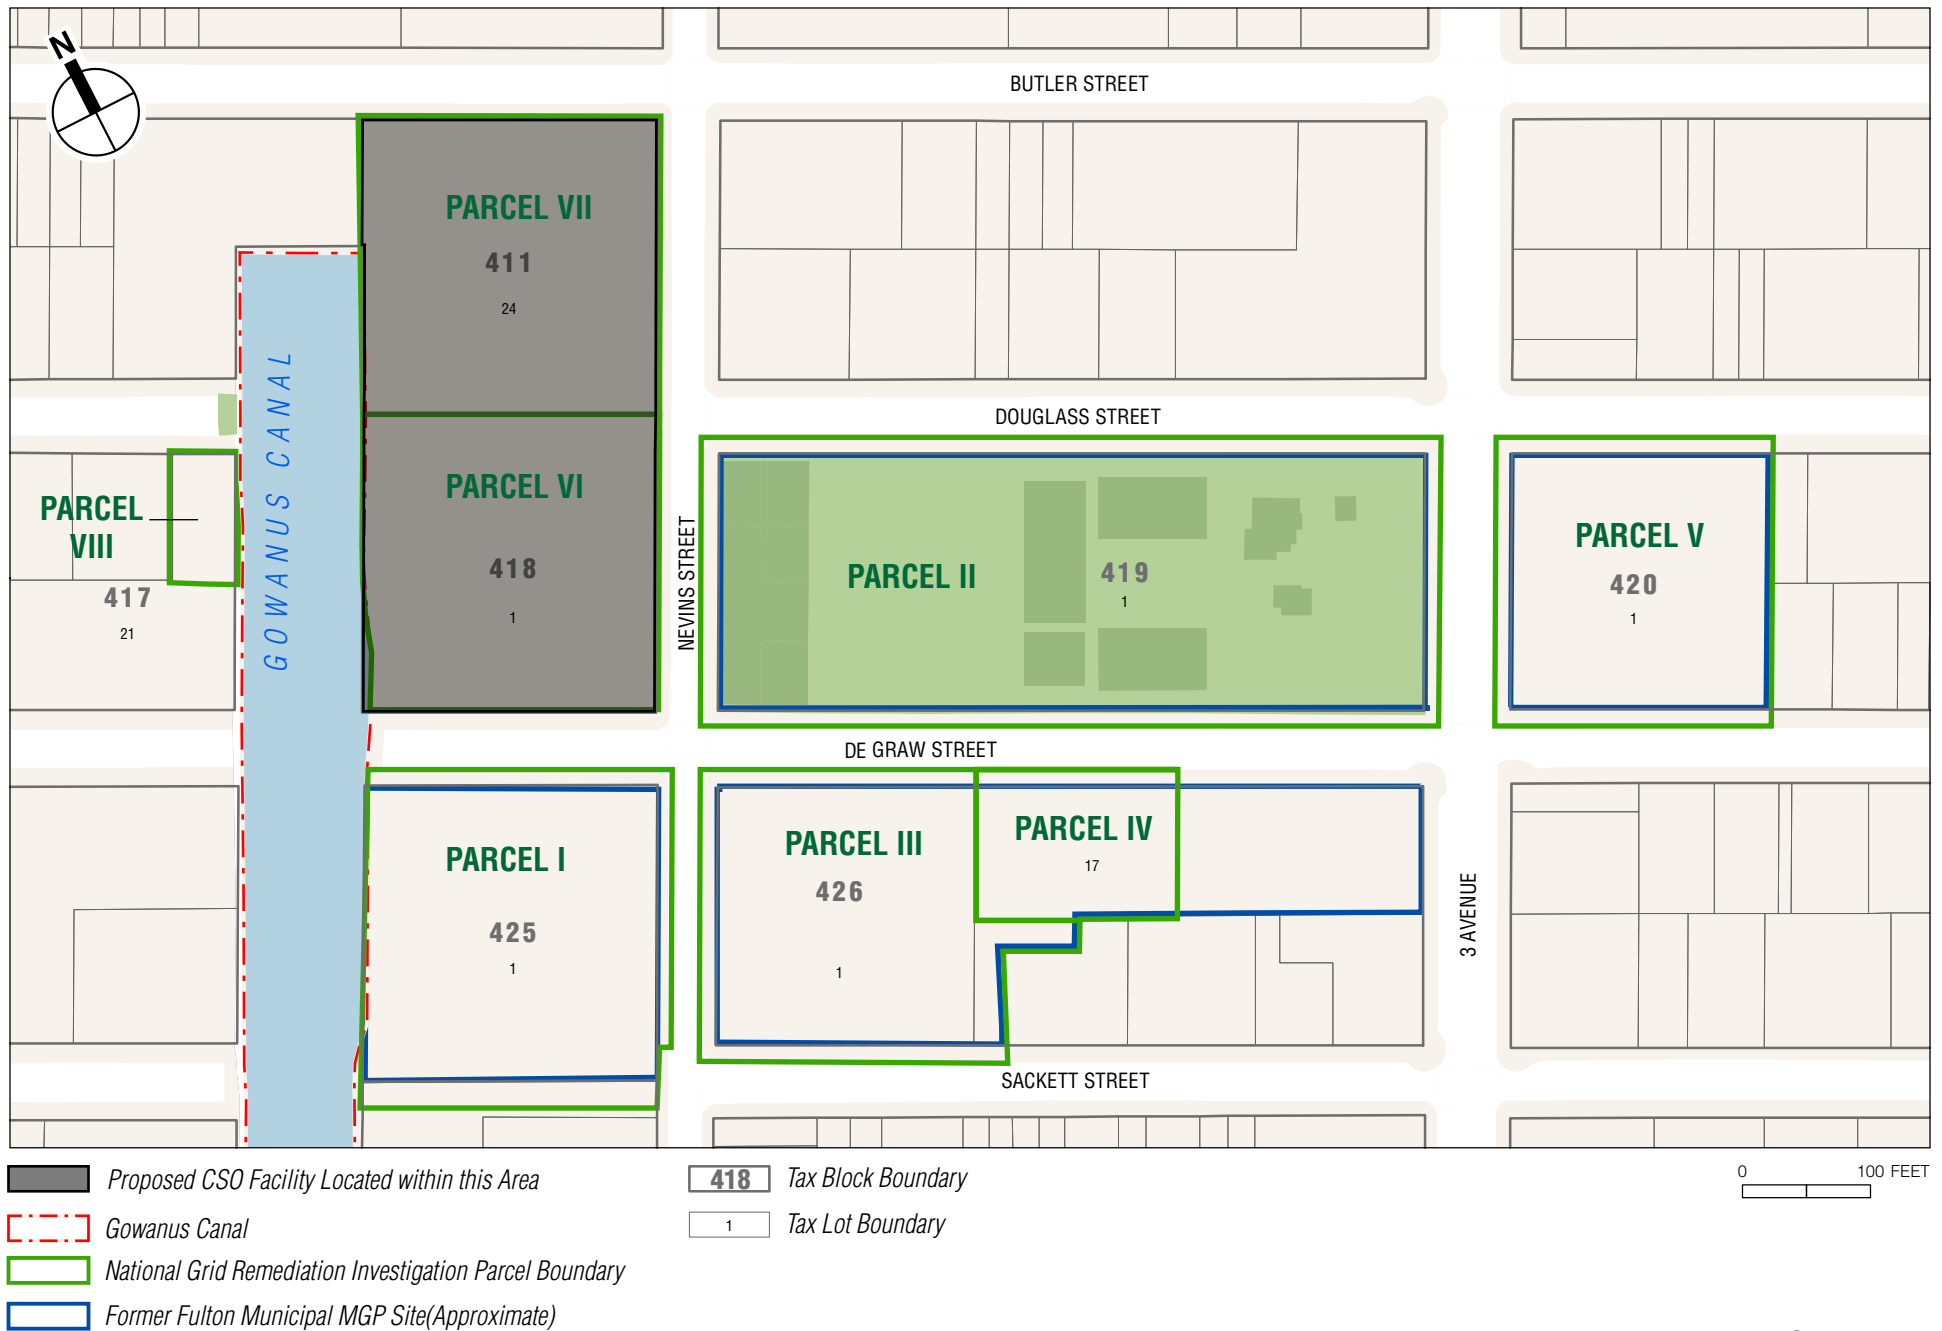 N
BUTLER STREET
PARCEL VII
411
24
GOWANUS CANAL
DOUGLASS STREET
PARCEL VI
418
1
PARCEL
VIII
417
21
NEVINS STREET
PARCEL II
419
1
PARCEL V
420
1
DE GRAW STREET
PARCEL I
425
1
PARCEL III
426
1
PARCEL IV
17
3 AVENUE
SACKETT STREET
Proposed CSO Facility Located within this Area
Gowanus Canal
National Grid Remediation Investigation Parcel Boundary
Former Fulton Municipal MGP Site(Approximate)
418 Tax Block Boundary
1 Tax Lot Boundary
0 100 FEET